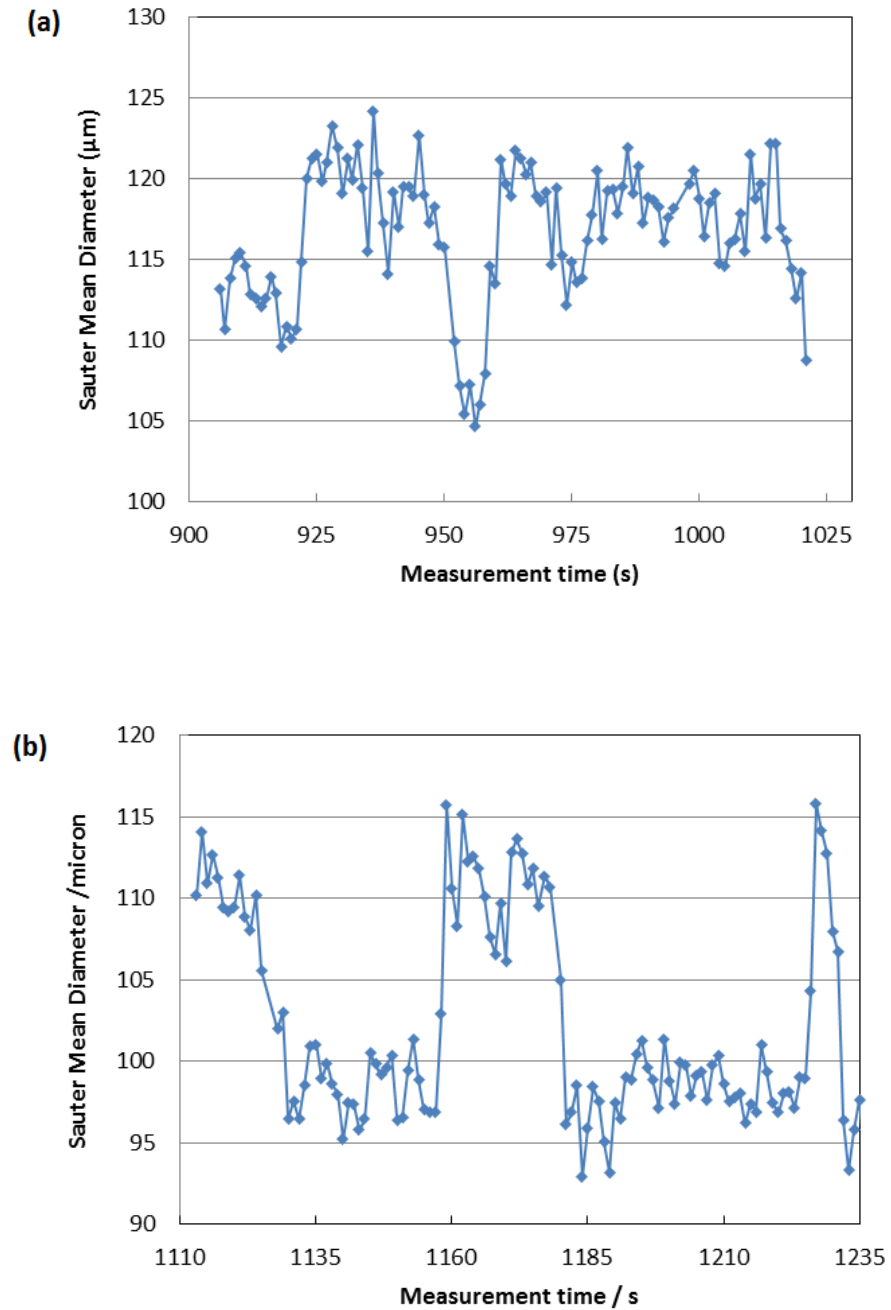 (a)
130
125
120
115
110
105
100
Sauter Mean Diameter (µm)
900 925 950 975 1000 1025
Measurement time (s)
(b)
120
115
110
105
100
95
90
Sauter Mean Diameter /micron
1110 1135 1160 1185 1210 1235
Measurement time / s